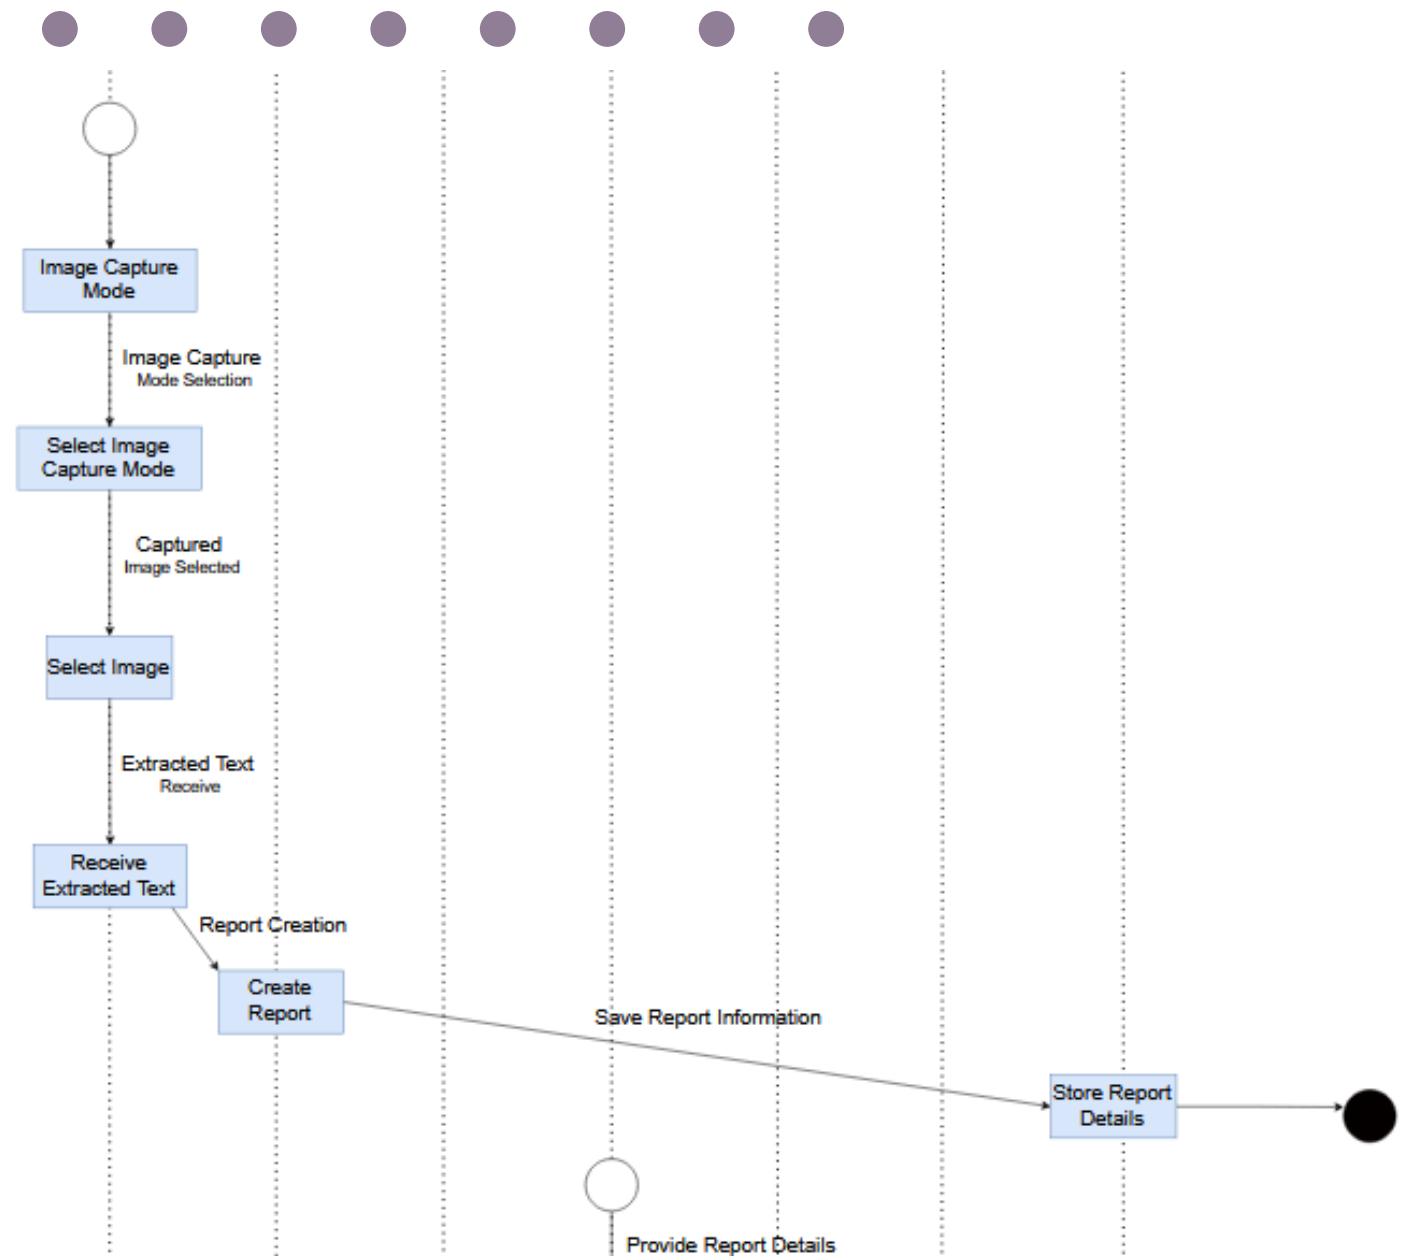 Image Capture
Mode
Image Capture
Mode Selection
Select Image
Capture Mode
Captured
Image Selected
Select Image
Extracted Text
Receive
Receive
Extracted Text
Report Creation
Create
Report
Save Report Information
Store Report
Details
Provide Report Details